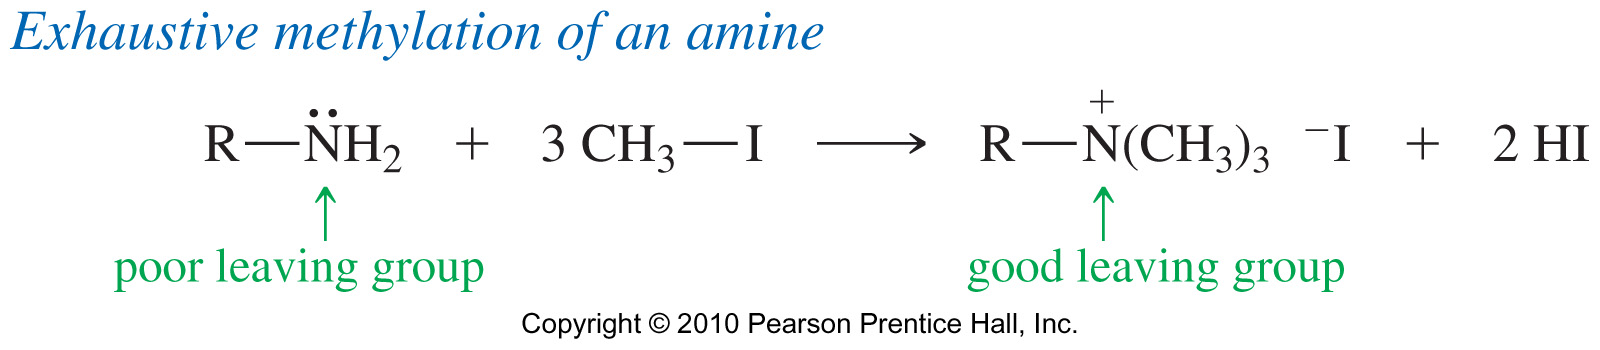 Exhaustive methylation of an amine
R—N̈H₂ + 3 CH₃—I ⟶ R—N⁺(CH₃)₃ ⁻I + 2 HI
poor leaving group good leaving group
Copyright © 2010 Pearson Prentice Hall, Inc.